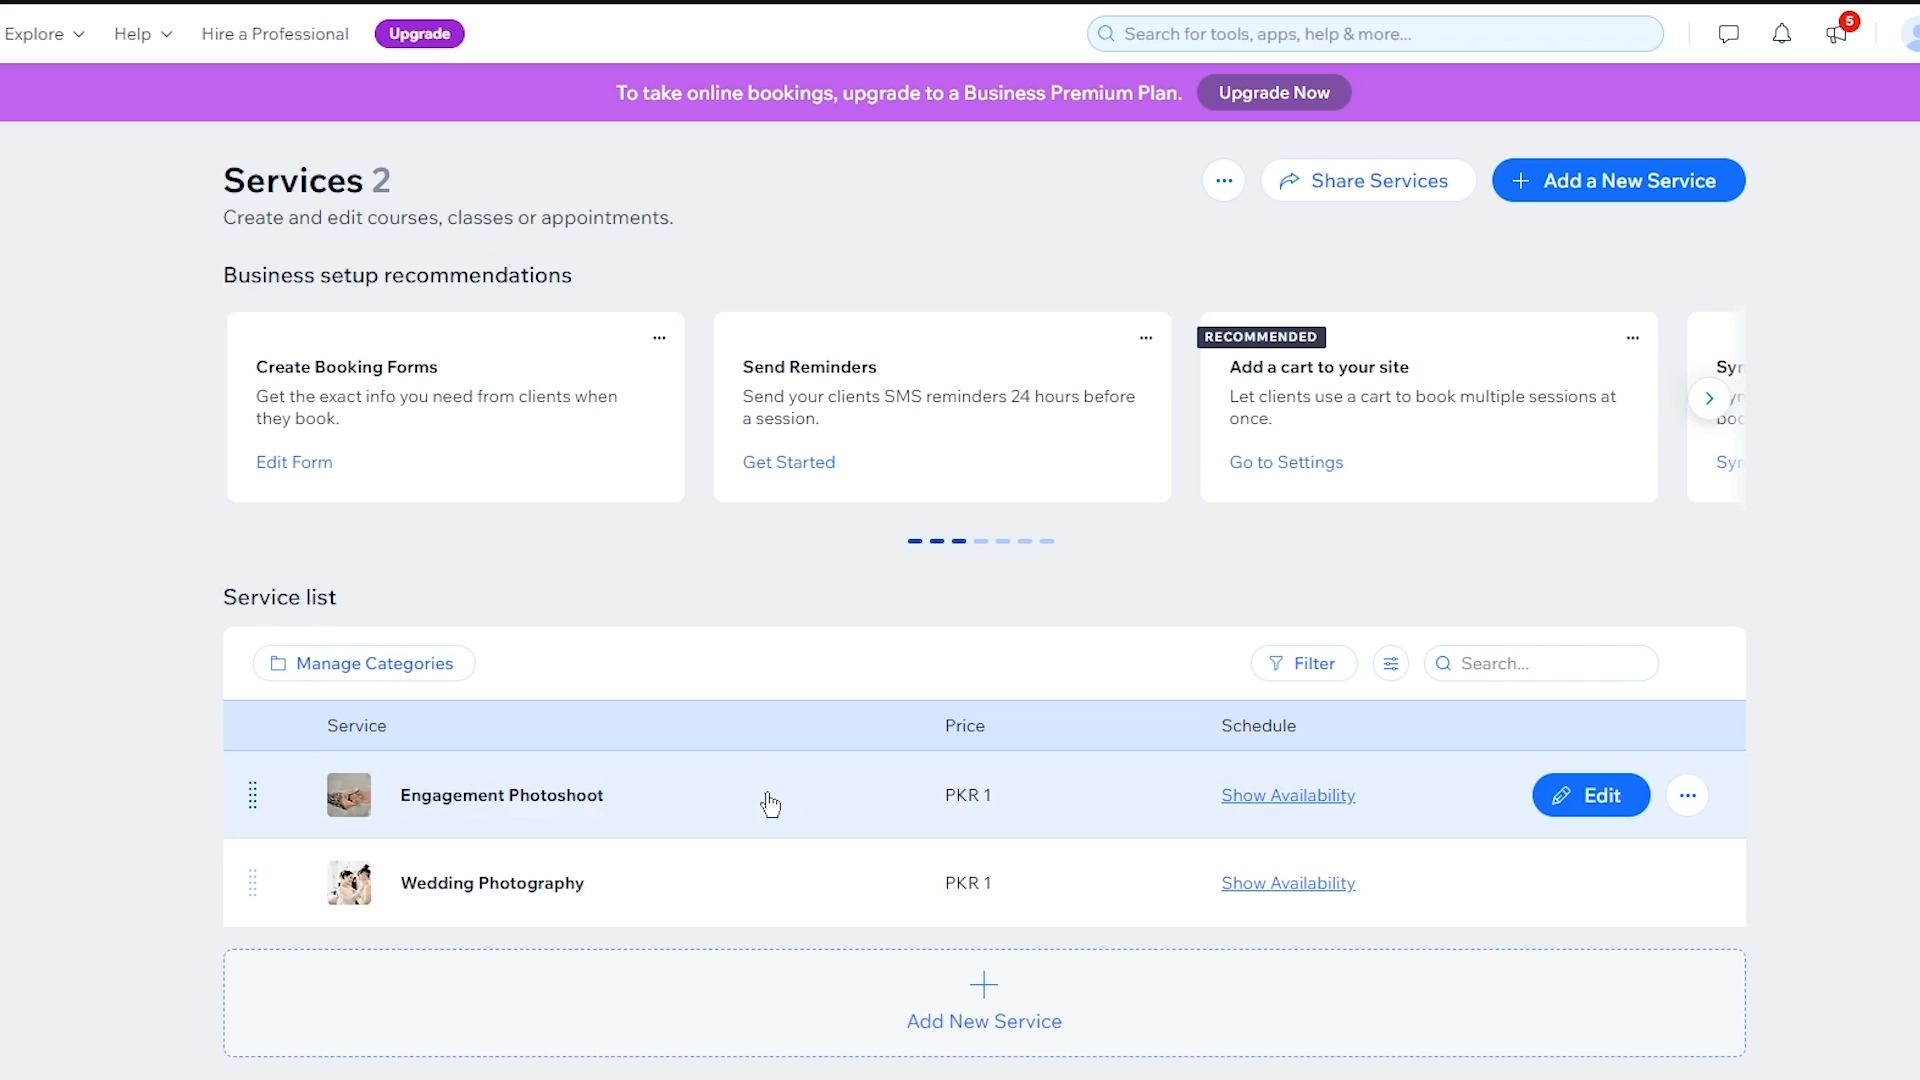 Explore Help Hire a Professional Upgrade Search for tools, apps, help & more... 5
To take online bookings, upgrade to a Business Premium Plan. Upgrade Now
Services 2
Share Services Add a New Service
Create and edit courses, classes or appointments.
Business setup recommendations
Create Booking Forms
Get the exact info you need from clients when
they book.
Edit Form
Send Reminders
Send your clients SMS reminders 24 hours before
a session.
Get Started
RECOMMENDED
Add a cart to your site
Let clients use a cart to book multiple sessions at
once.
Go to Settings
Service list
Manage Categories Filter Search...
Service Price Schedule
Engagement Photoshoot PKR 1 Show Availability Edit
Wedding Photography PKR 1 Show Availability
Add New Service